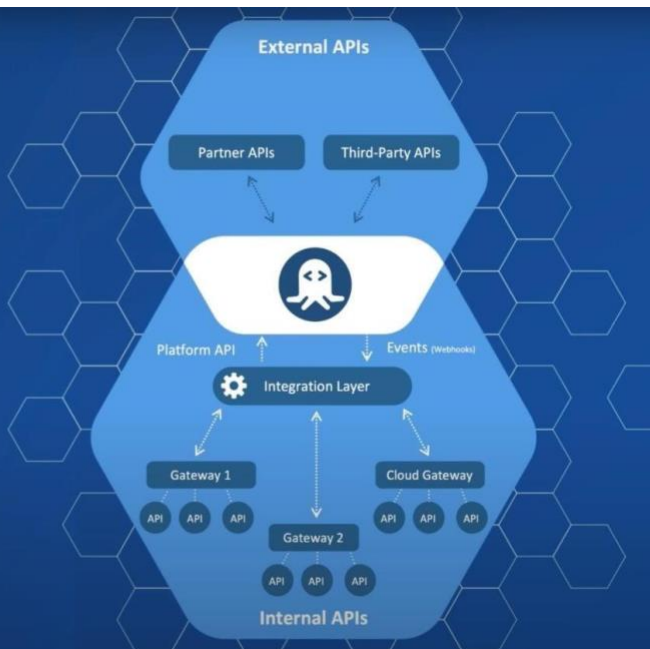 External APIs
Partner APIs
Third-Party APIs
< >
Platform API
Events (Webhooks)
Integration Layer
Gateway 1
Cloud Gateway
API API API
API API API
Gateway 2
API API API
Internal APIs